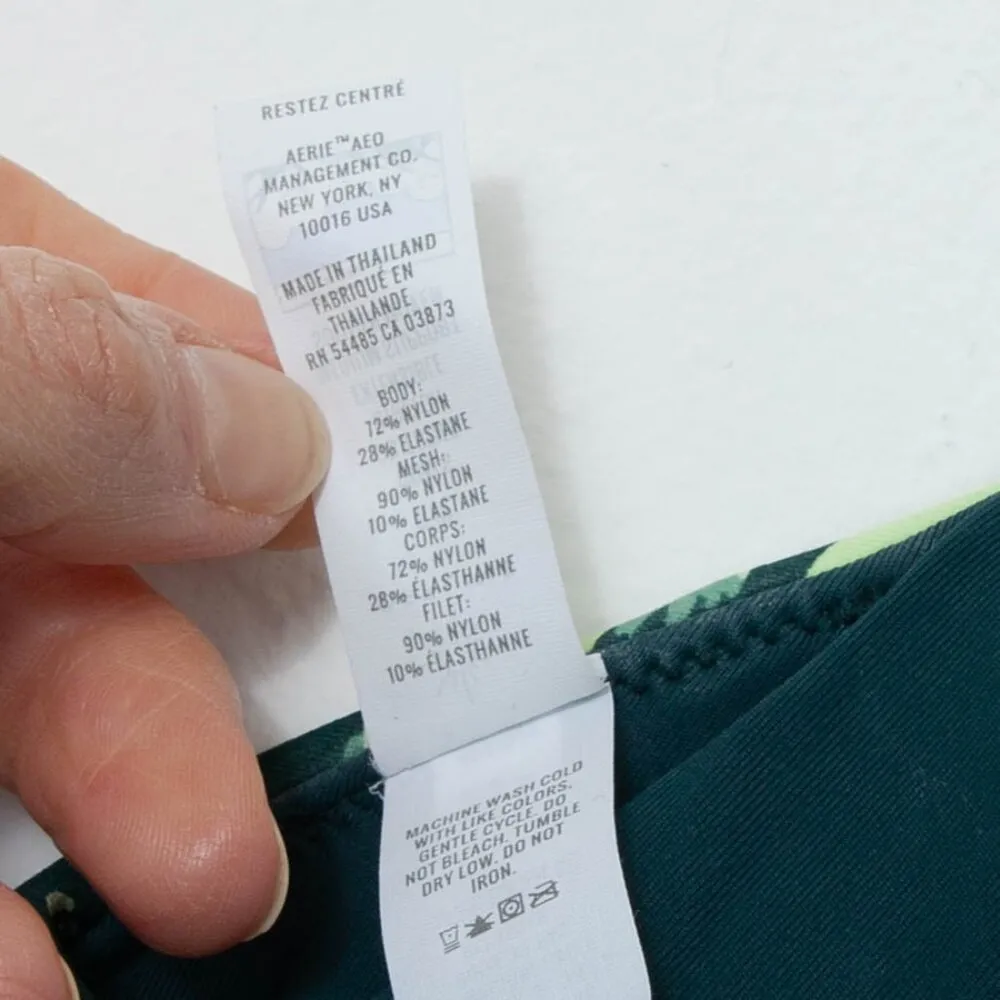 RESTEZ CENTRÉ
AERIE™AEO
MANAGEMENT CO.
NEW YORK, NY
10016 USA
MADE IN THAILAND
FABRIQUÉ EN
THAILANDE
RN 54485 CA 03873
BODY:
72% NYLON
28% ELASTANE
MESH:
90% NYLON
10% ELASTANE
CORPS:
72% NYLON
28% ÉLASTHANNE
FILET:
90% NYLON
10% ÉLASTHANNE
MACHINE WASH COLD
WITH LIKE COLORS.
GENTLE CYCLE. DO
NOT BLEACH. TUMBLE
DRY LOW. DO NOT
IRON.